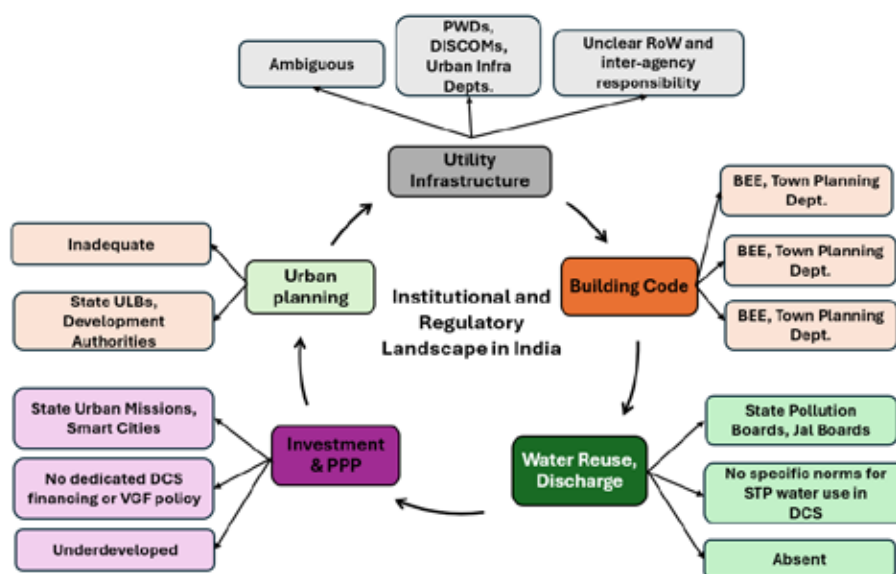 PWDs,
DISCOMs,
Urban Infra
Depts.
Ambiguous
Unclear RoW and
inter-agency
responsibility
Utility
Infrastructure
BEE, Town Planning
Dept.
Inadequate
Urban
planning
Building Code
BEE, Town Planning
Dept.
State ULBs,
Development
Authorities
Institutional and
Regulatory
Landscape in India
BEE, Town Planning
Dept.
State Urban Missions,
Smart Cities
Investment
& PPP
Water Reuse,
Discharge
State Pollution
Boards, Jal Boards
No dedicated DCS
financing or VGF policy
No specific norms for
STP water use in
DCS
Underdeveloped
Absent